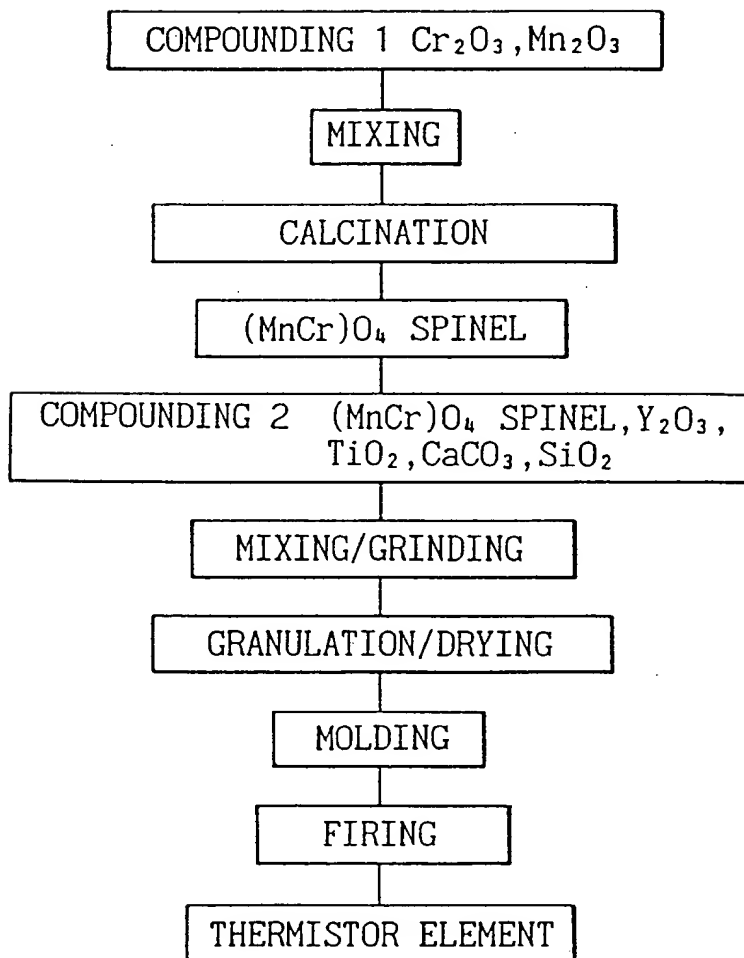 COMPOUNDING 1 Cr₂O₃,Mn₂O₃
MIXING
CALCINATION
(MnCr)O₄ SPINEL
COMPOUNDING 2 (MnCr)O₄ SPINEL,Y₂O₃,
TiO₂,CaCO₃,SiO₂
MIXING/GRINDING
GRANULATION/DRYING
MOLDING
FIRING
THERMISTOR ELEMENT